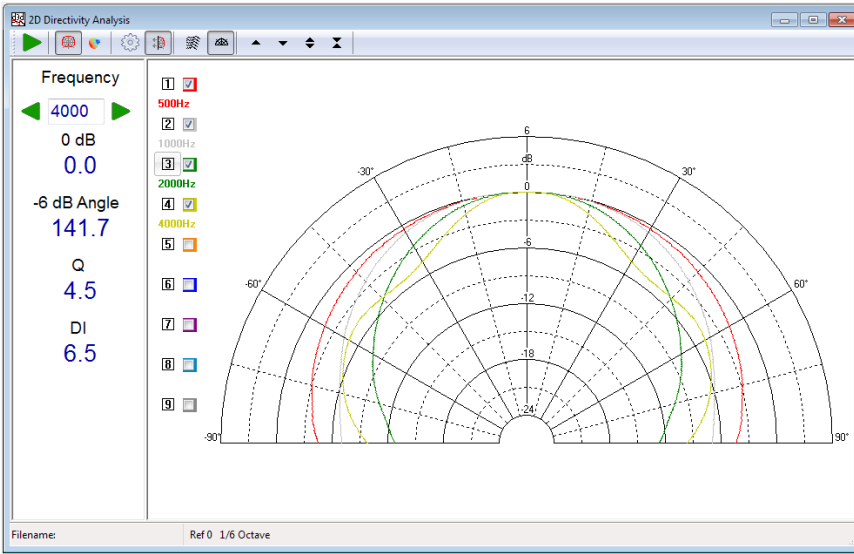 2D Directivity Analysis
Frequency
4000
0 dB
0.0
-6 dB Angle
141.7
Q
4.5
DI
6.5
1
500Hz
2
1000Hz
3
2000Hz
4
4000Hz
5
6
7
8
9
6
dB
0
-6
-12
-18
-24
-30°
30°
-60°
60°
-90°
90°
Filename:
Ref 0 1/6 Octave